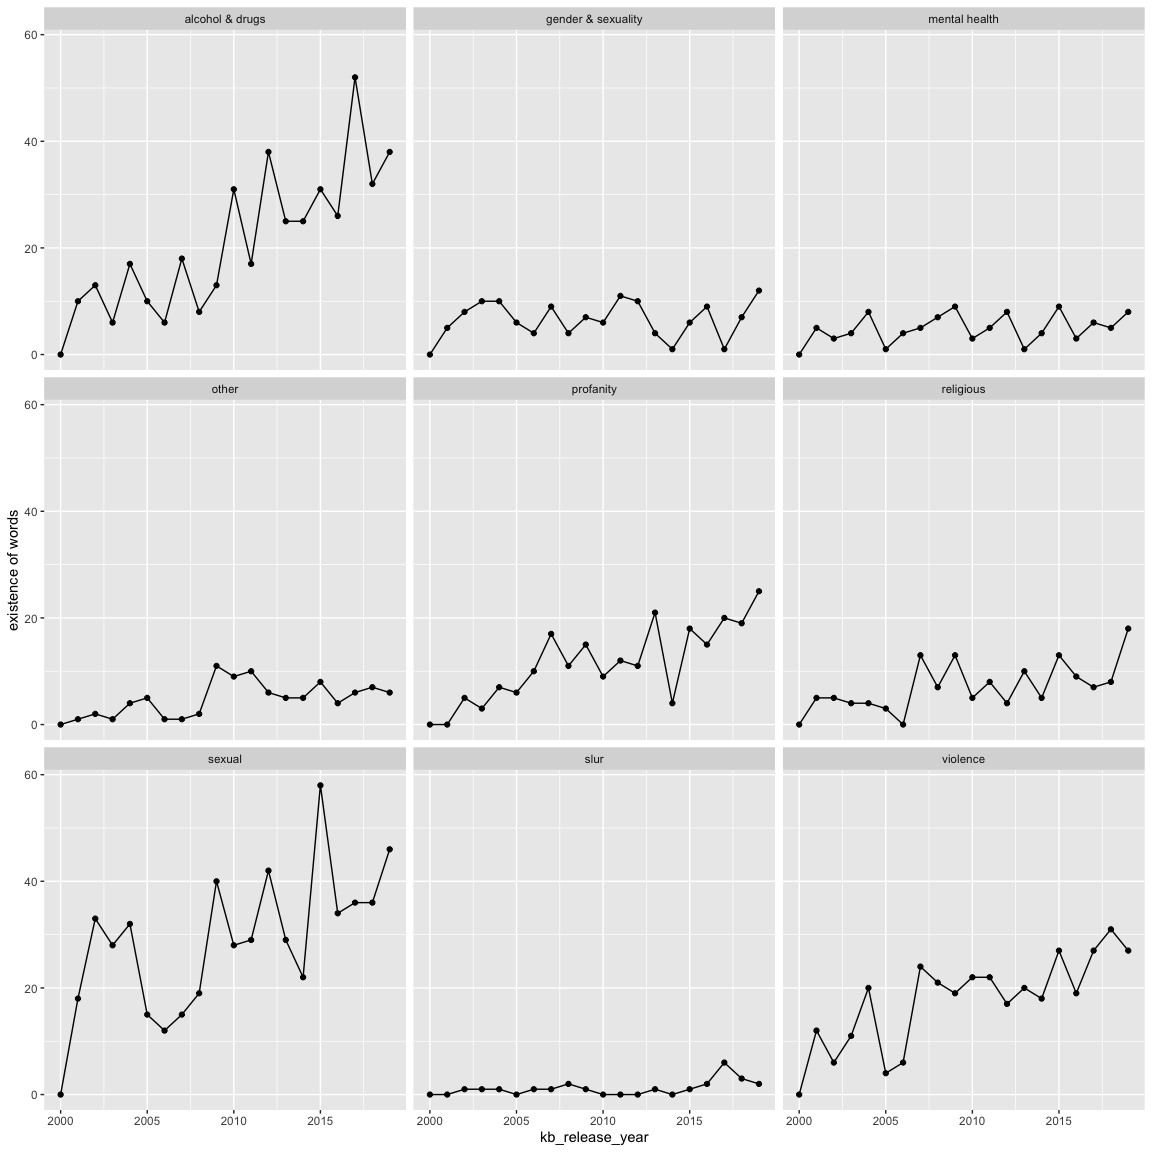 alcohol & drugs
gender & sexuality
mental health
60
40
20
0
other
profanity
religious
60
40
20
0
existence of words
sexual
slur
violence
60
40
20
0
2000 2005 2010 2015
2000 2005 2010 2015
2000 2005 2010 2015
kb_release_year